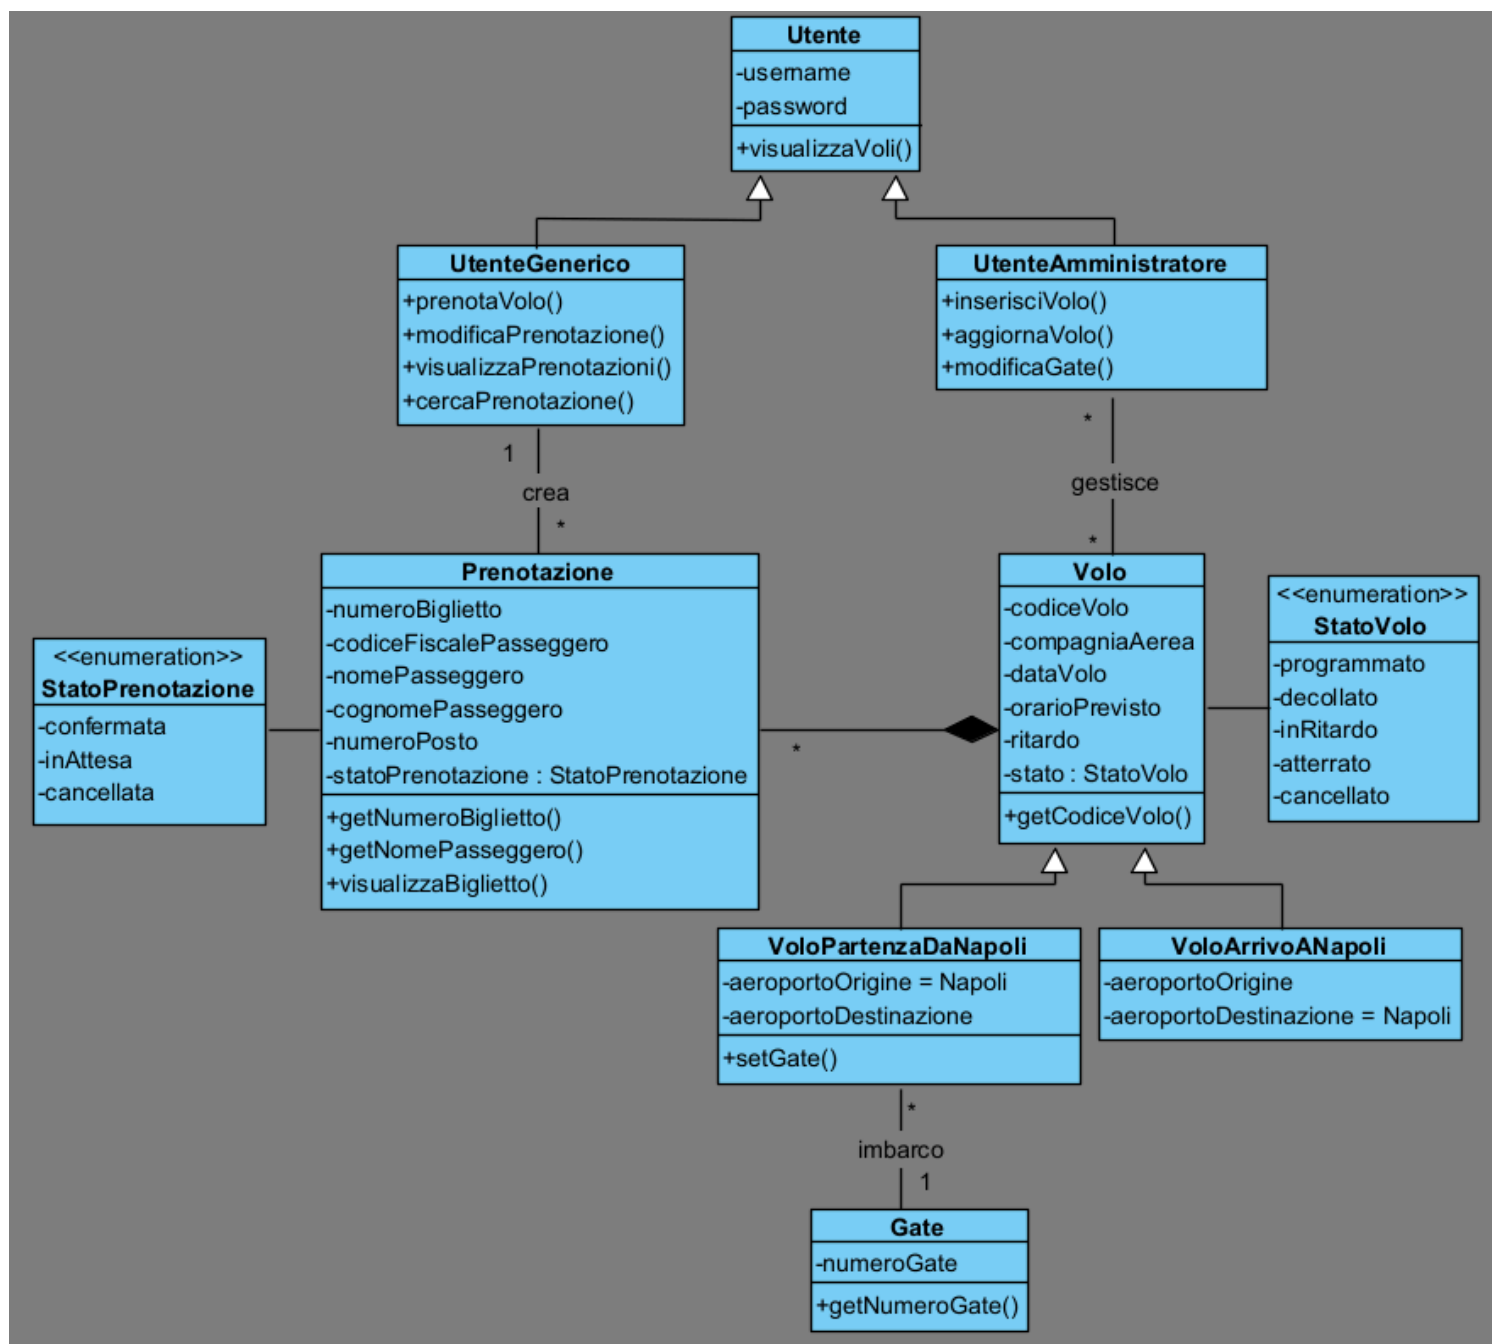 Utente
-username
-password
+visualizzaVoli()
UtenteGenerico
+prenotaVolo()
+modificaPrenotazione()
+visualizzaPrenotazioni()
+cercaPrenotazione()
UtenteAmministratore
+inserisciVolo()
+aggiornaVolo()
+modificaGate()
1
crea
*
*
gestisce
*
<<enumeration>>
StatoPrenotazione
-confermata
-inAttesa
-cancellata
Prenotazione
-numeroBiglietto
-codiceFiscalePasseggero
-nomePasseggero
-cognomePasseggero
-numeroPosto
-statoPrenotazione : StatoPrenotazione
+getNumeroBiglietto()
+getNomePasseggero()
+visualizzaBiglietto()
*
Volo
-codiceVolo
-compagniaAerea
-dataVolo
-orarioPrevisto
-ritardo
-stato : StatoVolo
+getCodiceVolo()
<<enumeration>>
StatoVolo
-programmato
-decollato
-inRitardo
-atterrato
-cancellato
VoloPartenzaDaNapoli
-aeroportoOrigine = Napoli
-aeroportoDestinazione
+setGate()
VoloArrivoANapoli
-aeroportoOrigine
-aeroportoDestinazione = Napoli
*
imbarco
1
Gate
-numeroGate
+getNumeroGate()